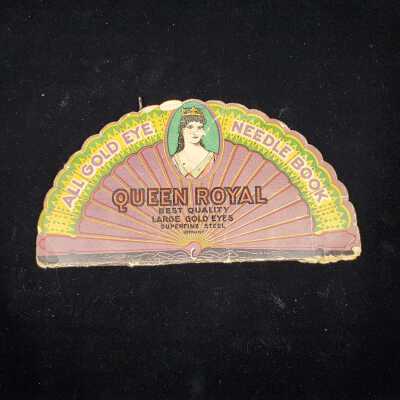 ALL GOLD EYE NEEDLE BOOK
QUEEN ROYAL
BEST QUALITY
LARGE GOLD EYES
SUPERFINE STEEL